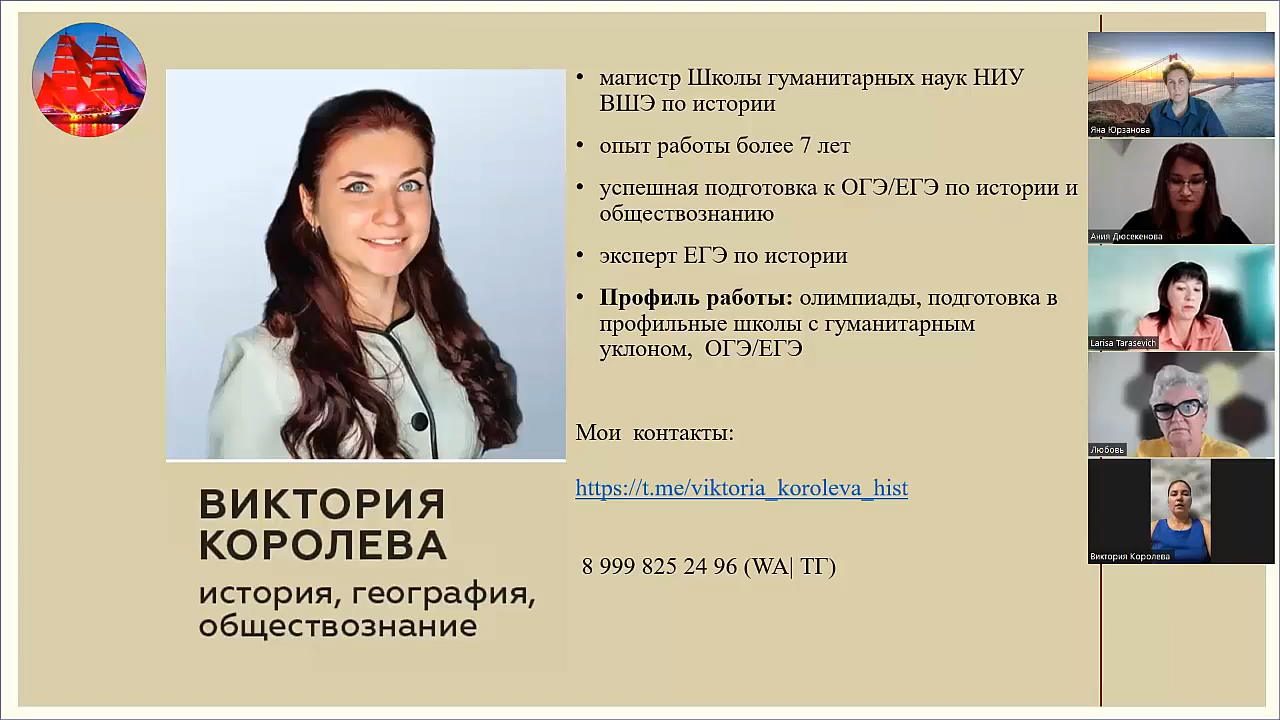 магистр Школы гуманитарных наук НИУ
ВШЭ по истории
опыт работы более 7 лет
успешная подготовка к ОГЭ/ЕГЭ по истории и
обществознанию
эксперт ЕГЭ по истории
Профиль работы: олимпиады, подготовка в
профильные школы с гуманитарным
уклоном, ОГЭ/ЕГЭ
Мои контакты:
https://t.me/viktoria_koroleva_hist
8 999 825 24 96 (WA| ТГ)
ВИКТОРИЯ
КОРОЛЕВА
история, география,
обществознание
Яна Юрзанова
Ания Дюсекенова
Larisa Tarasevich
Любовь
Виктория Королева